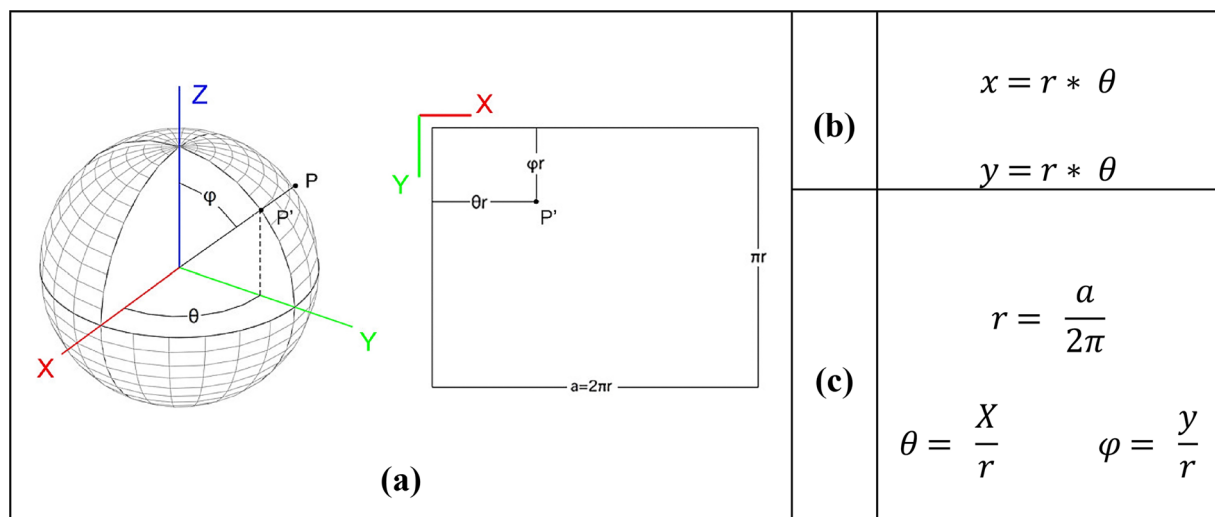 Z
φ
P
P'
θ
X
Y
(a)
X
Y
φr
θr
P'
πr
a=2πr
(b)
x = r * θ
y = r * θ
(c)
r = a / 2π
θ = X / r
φ = y / r